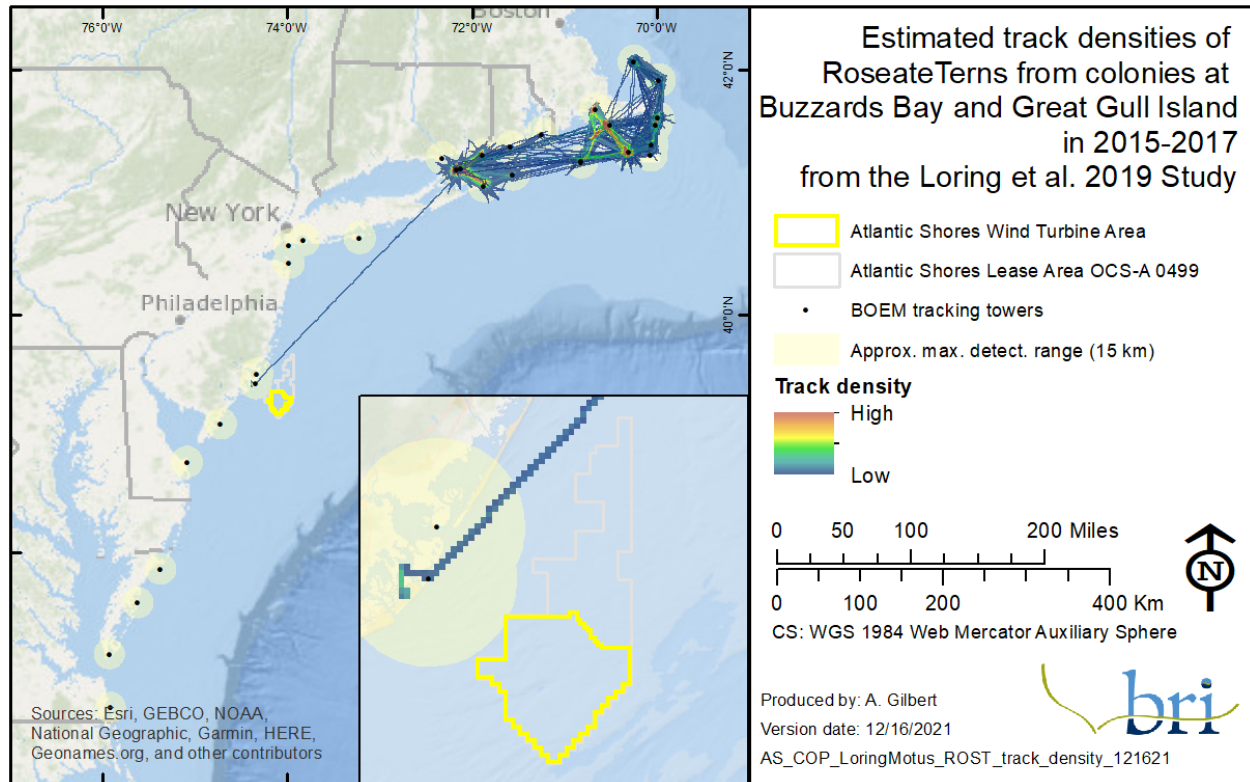 76°0'W
74°0'W
72°0'W
Boston
70°0'W
42°0'N
New York
Philadelphia
40°0'N
Sources: Esri, GEBCO, NOAA,
National Geographic, Garmin, HERE,
Geonames.org, and other contributors
Estimated track densities of
RoseateTerns from colonies at
Buzzards Bay and Great Gull Island
in 2015-2017
from the Loring et al. 2019 Study
Atlantic Shores Wind Turbine Area
Atlantic Shores Lease Area OCS-A 0499
BOEM tracking towers
Approx. max. detect. range (15 km)
Track density
High
Low
0 50 100 200 Miles
0 100 200 400 Km
N
CS: WGS 1984 Web Mercator Auxiliary Sphere
Produced by: A. Gilbert
Version date: 12/16/2021
AS_COP_LoringMotus_ROST_track_density_121621
bri